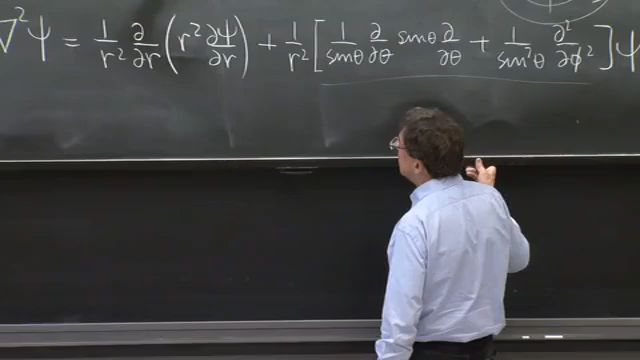 ∇²ψ = 1/r² ∂/∂r (r² ∂ψ/∂r) + 1/r² [1/sinθ ∂/∂θ sinθ ∂/∂θ + 1/sin²θ ∂²/∂ϕ²] ψ